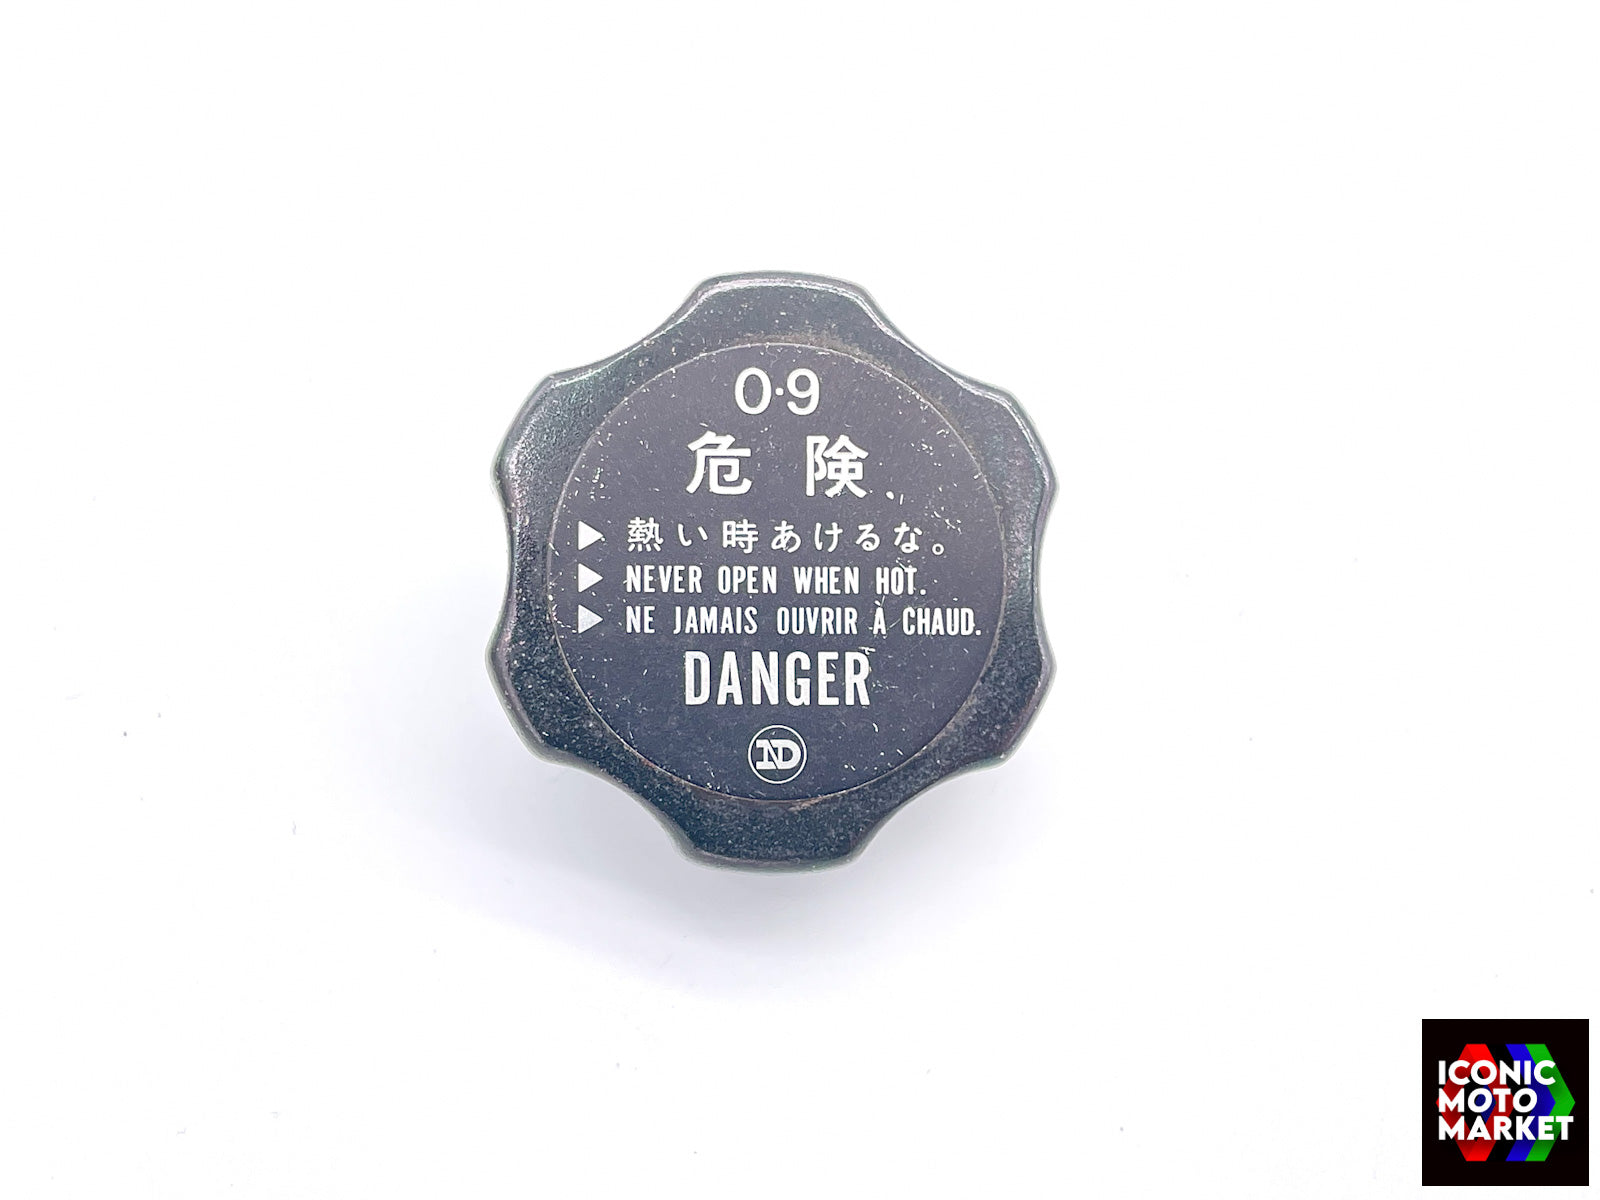 0·9
危険
▶ 熱い時あけるな。
▶ NEVER OPEN WHEN HOT.
▶ NE JAMAIS OUVRIR À CHAUD.
DANGER
ND
ICONIC
MOTO
MARKET